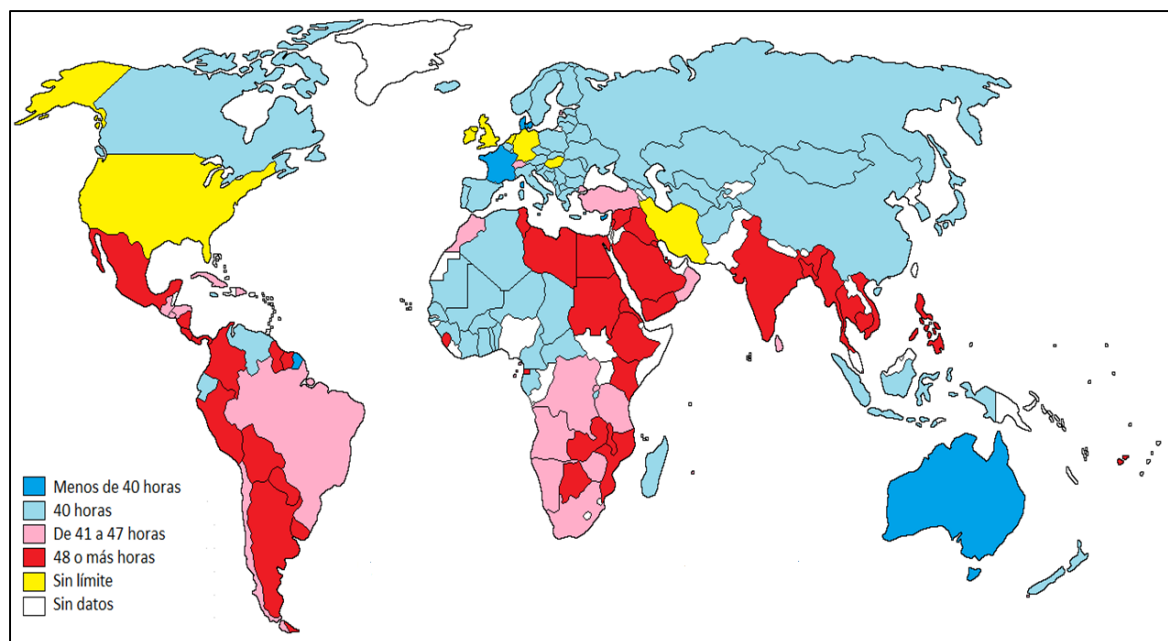 Menos de 40 horas
40 horas
De 41 a 47 horas
48 o más horas
Sin límite
Sin datos